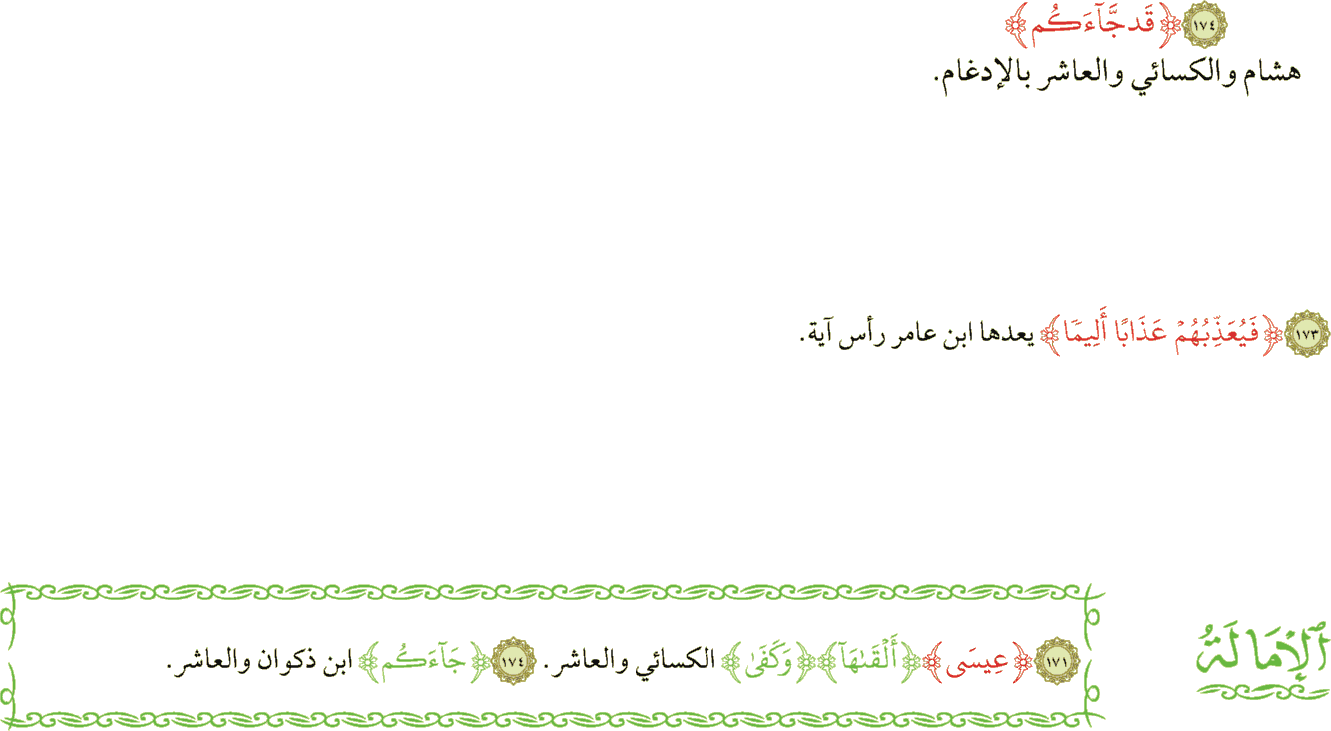 ١٧٤ ﴿قَد جَّآءَكُم﴾
هشام والكسائي والعاشر بالإدغام.
١٧٣ ﴿فَيُعَذِّبُهُمۡ عَذَابًا أَلِيمٗا﴾ يعدها ابن عامر رأس آية.
ٱلۡإِمَالَةُ
١٧١ ﴿عِيسَى﴾ ﴿أَلۡقَىٰهَآ﴾ ﴿وَكَفَىٰ﴾ الكسائي والعاشر. ١٧٤ ﴿جَآءَكُم﴾ ابن ذكوان والعاشر.